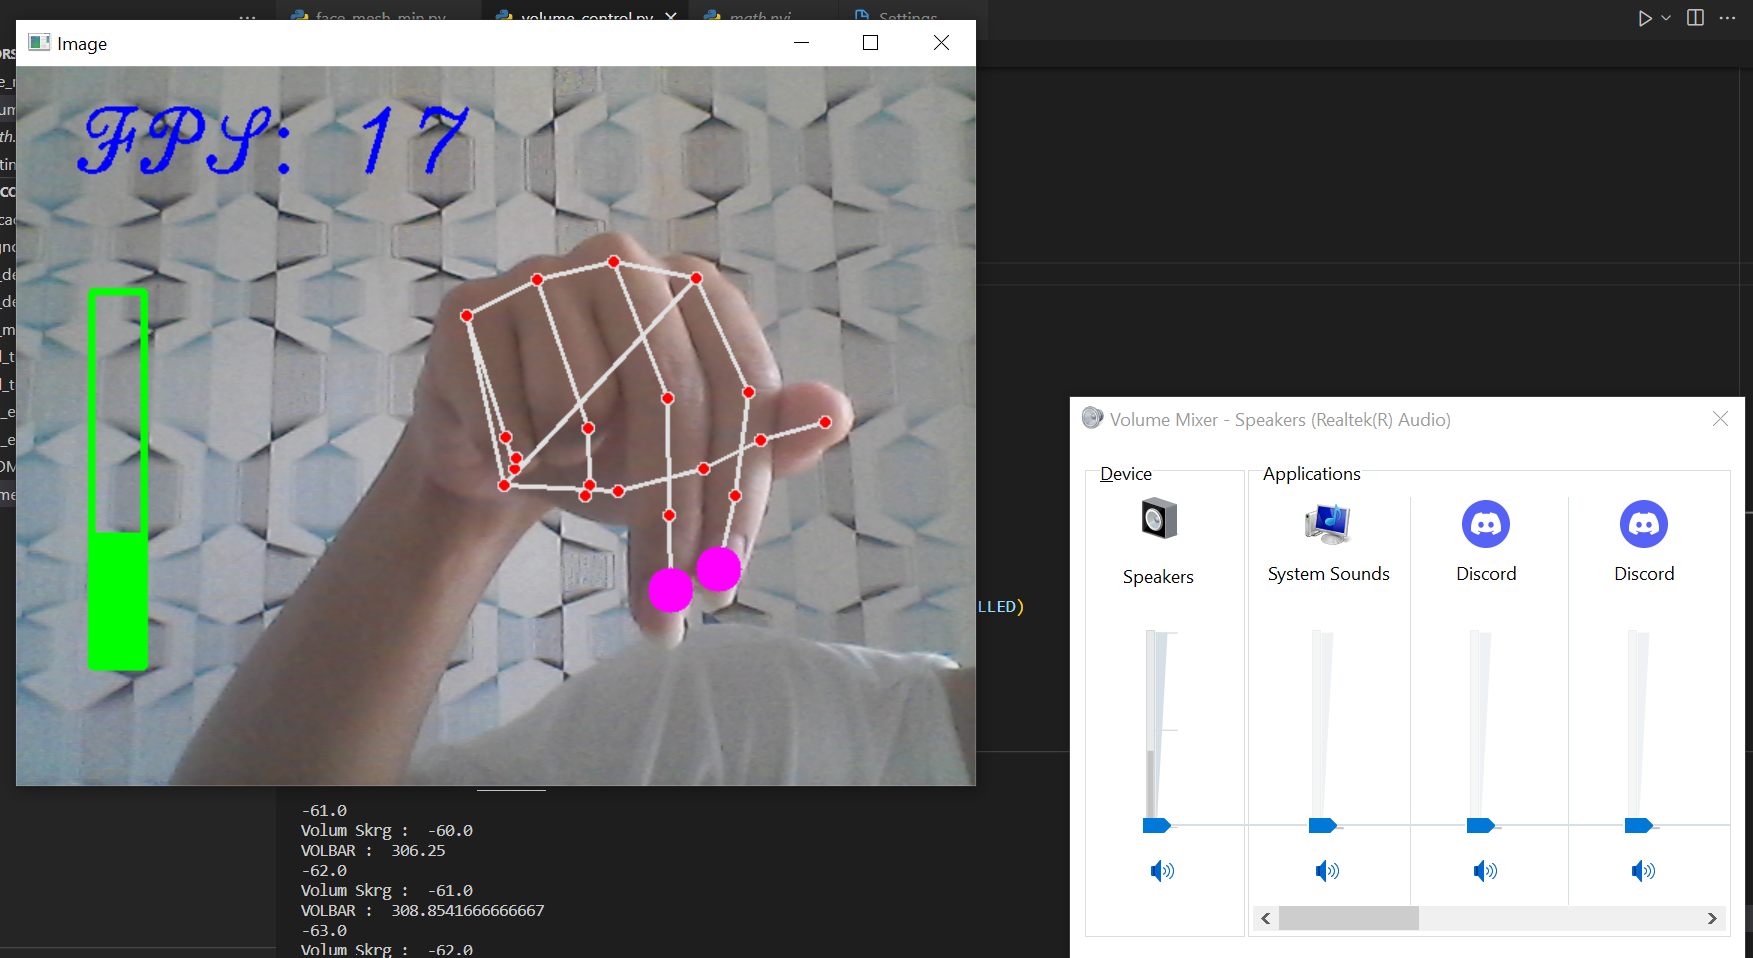 face_mesh_min.py
volume_control.py
math.pyi
Settings
Image
FPS: 17
LLED)
-61.0
Volum Skrg :  -60.0
VOLBAR :  306.25
-62.0
Volum Skrg :  -61.0
VOLBAR :  308.8541666666667
-63.0
Volum Skrg :  -62.0
Volume Mixer - Speakers (Realtek(R) Audio)
Device
Applications
Speakers
System Sounds
Discord
Discord